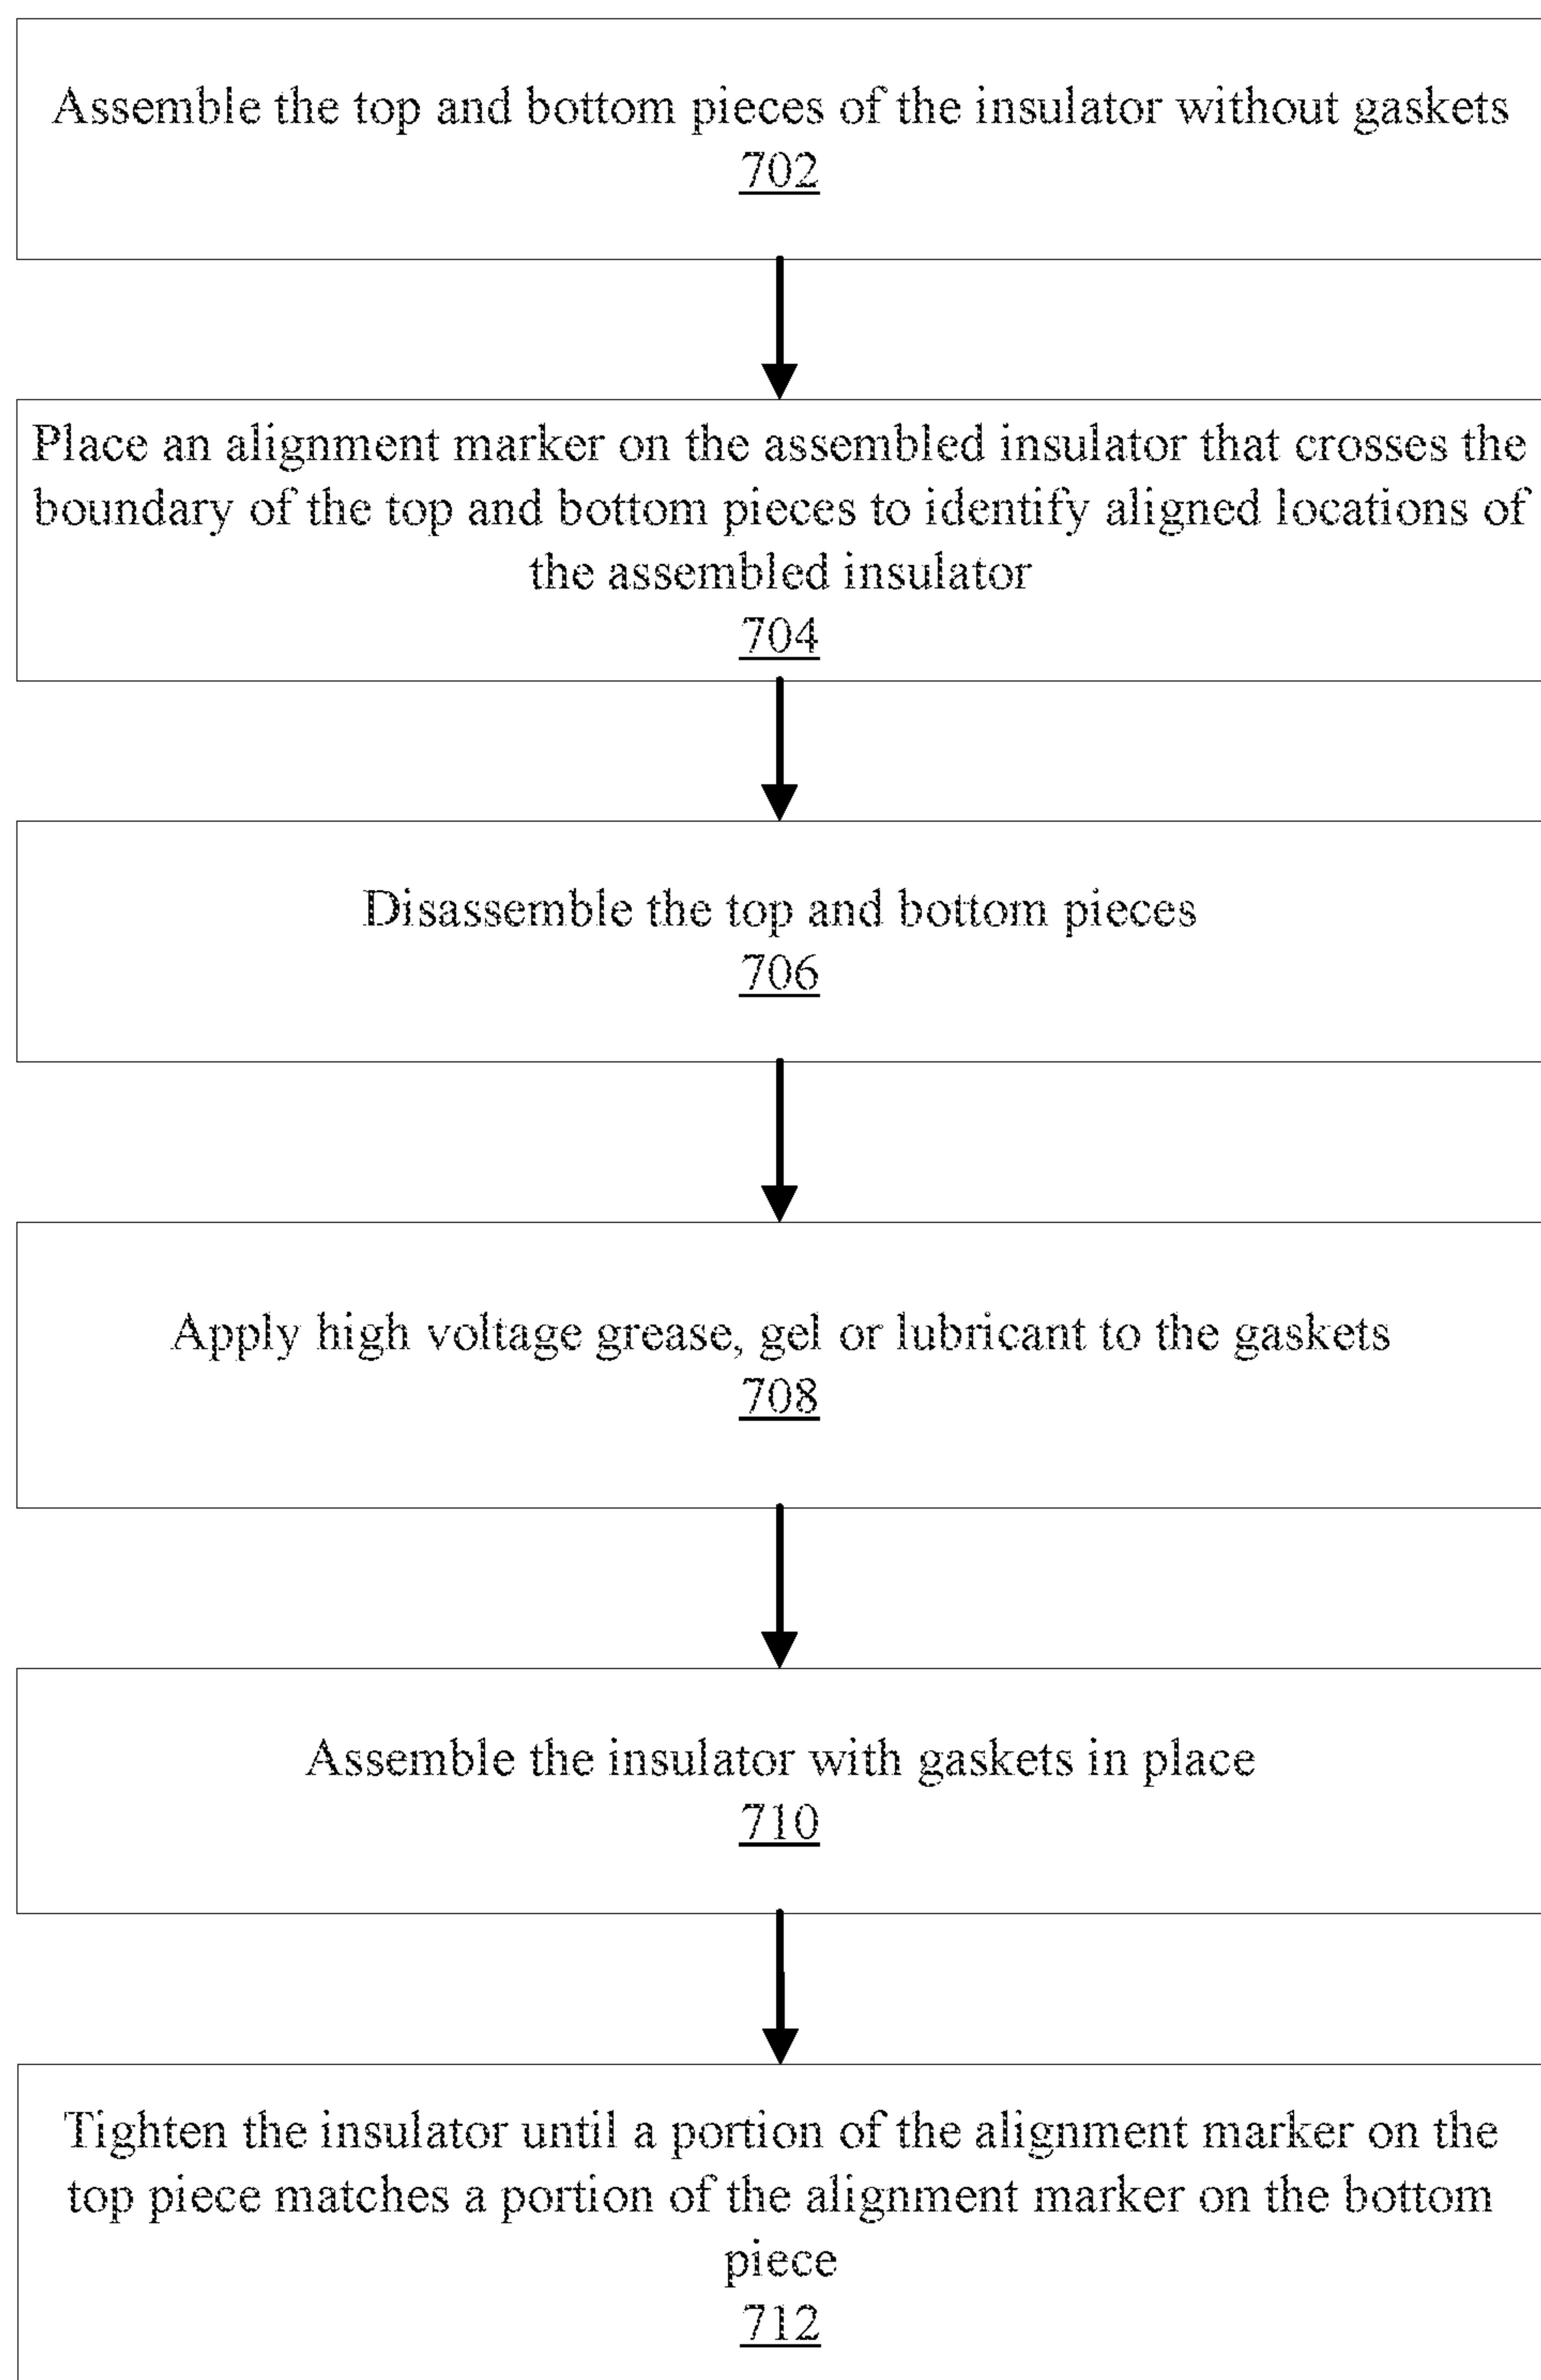 Assemble the top and bottom pieces of the insulator without gaskets
702
Place an alignment marker on the assembled insulator that crosses the
boundary of the top and bottom pieces to identify aligned locations of
the assembled insulator
704
Disassemble the top and bottom pieces
706
Apply high voltage grease, gel or lubricant to the gaskets
708
Assemble the insulator with gaskets in place
710
Tighten the insulator until a portion of the alignment marker on the
top piece matches a portion of the alignment marker on the bottom
piece
712